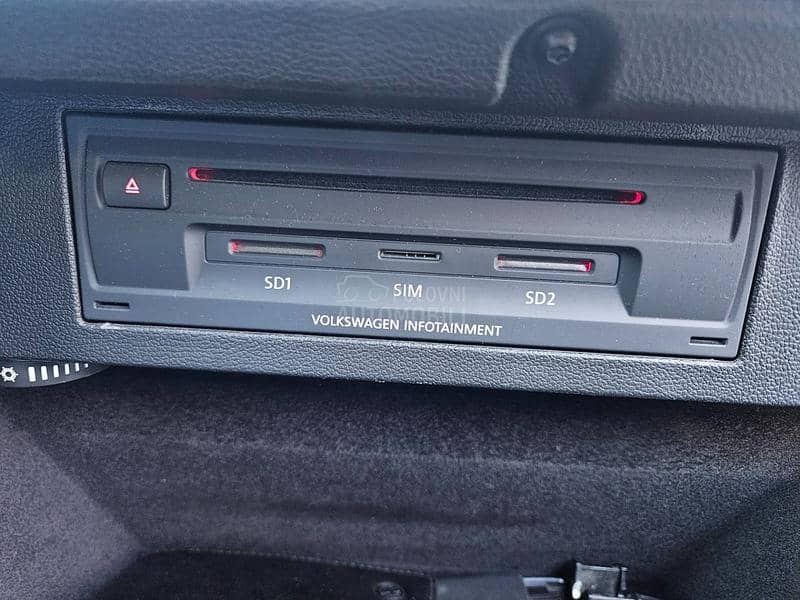 SD1 SIM SD2
VOLKSWAGEN INFOTAINMENT